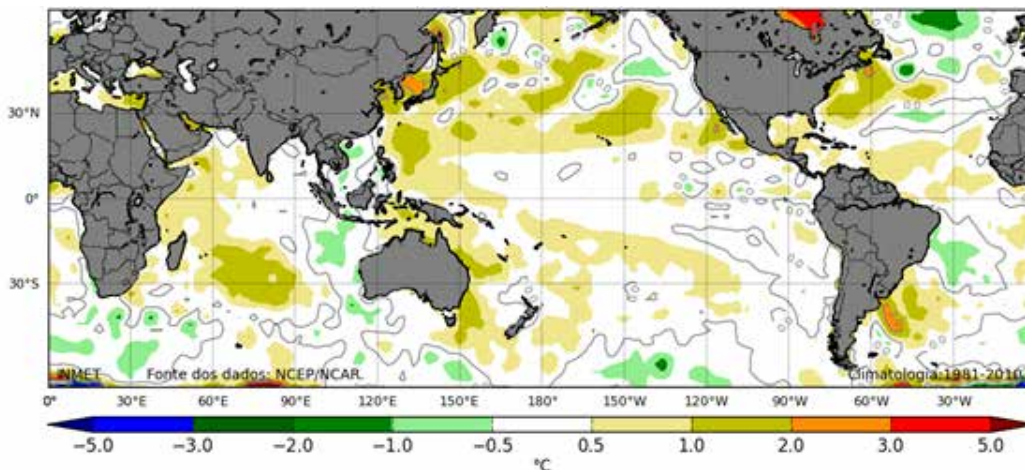 30°N
0°
30°S
INMET Fonte dos dados: NCEP/NCAR. Climatologia:1981-2010
0° 30°E 60°E 90°E 120°E 150°E 180° 150°W 120°W 90°W 60°W 30°W
−5.0 −3.0 −2.0 −1.0 −0.5 0.5 1.0 2.0 3.0 5.0
°C